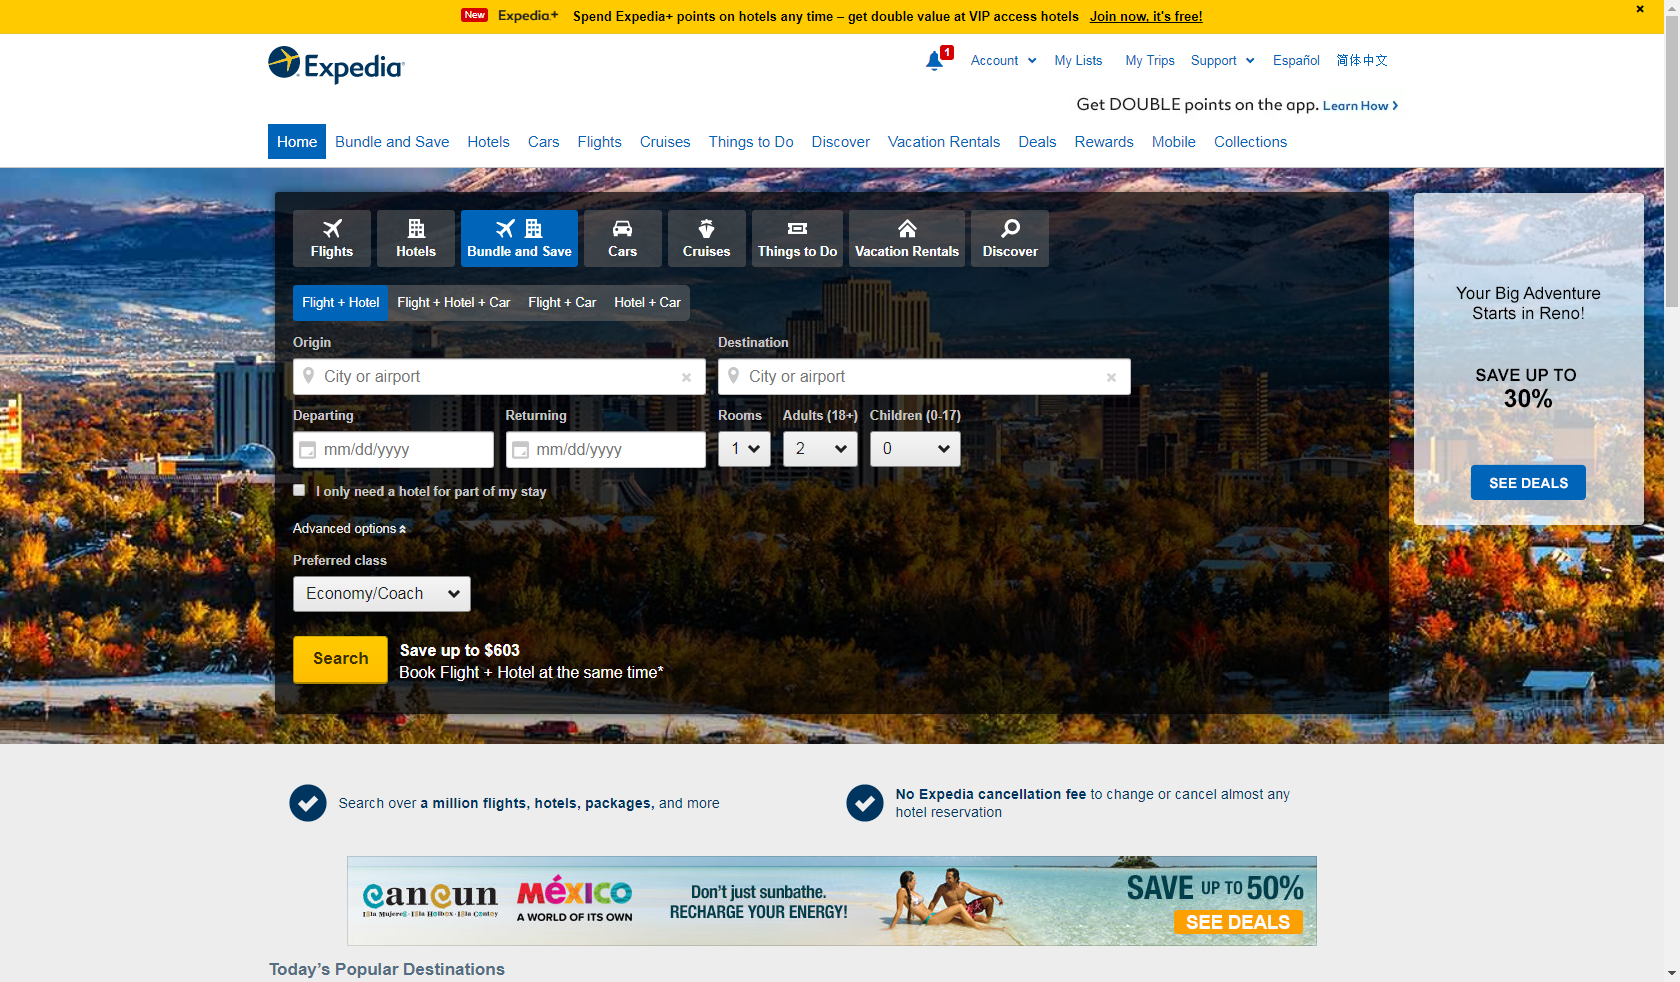 New Expedia+ Spend Expedia+ points on hotels any time – get double value at VIP access hotels Join now, it's free!
Expedia
1 Account My Lists My Trips Support Español 简体中文
Get DOUBLE points on the app. Learn How
Home Bundle and Save Hotels Cars Flights Cruises Things to Do Discover Vacation Rentals Deals Rewards Mobile Collections
Flights Hotels Bundle and Save Cars Cruises Things to Do Vacation Rentals Discover
Flight + Hotel Flight + Hotel + Car Flight + Car Hotel + Car
Origin Destination
City or airport City or airport
Departing Returning Rooms Adults (18+) Children (0-17)
mm/dd/yyyy mm/dd/yyyy 1 2 0
I only need a hotel for part of my stay
Advanced options
Preferred class
Economy/Coach
Search
Save up to $603
Book Flight + Hotel at the same time*
Your Big Adventure
Starts in Reno!
SAVE UP TO
30%
SEE DEALS
Search over a million flights, hotels, packages, and more
No Expedia cancellation fee to change or cancel almost any
hotel reservation
cancun
Isla Mujeres · Isla Holbox · Isla Contoy
MéXICO
A WORLD OF ITS OWN
Don't just sunbathe.
RECHARGE YOUR ENERGY!
SAVE UP TO 50%
SEE DEALS
Today's Popular Destinations